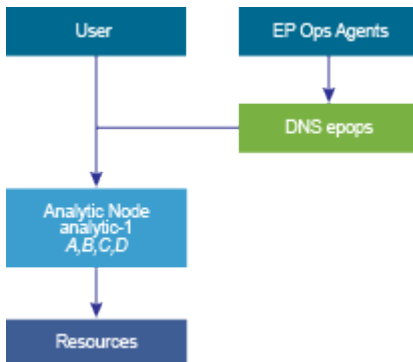 User
EP Ops Agents
DNS epops
Analytic Node
analytic-1
A,B,C,D
Resources